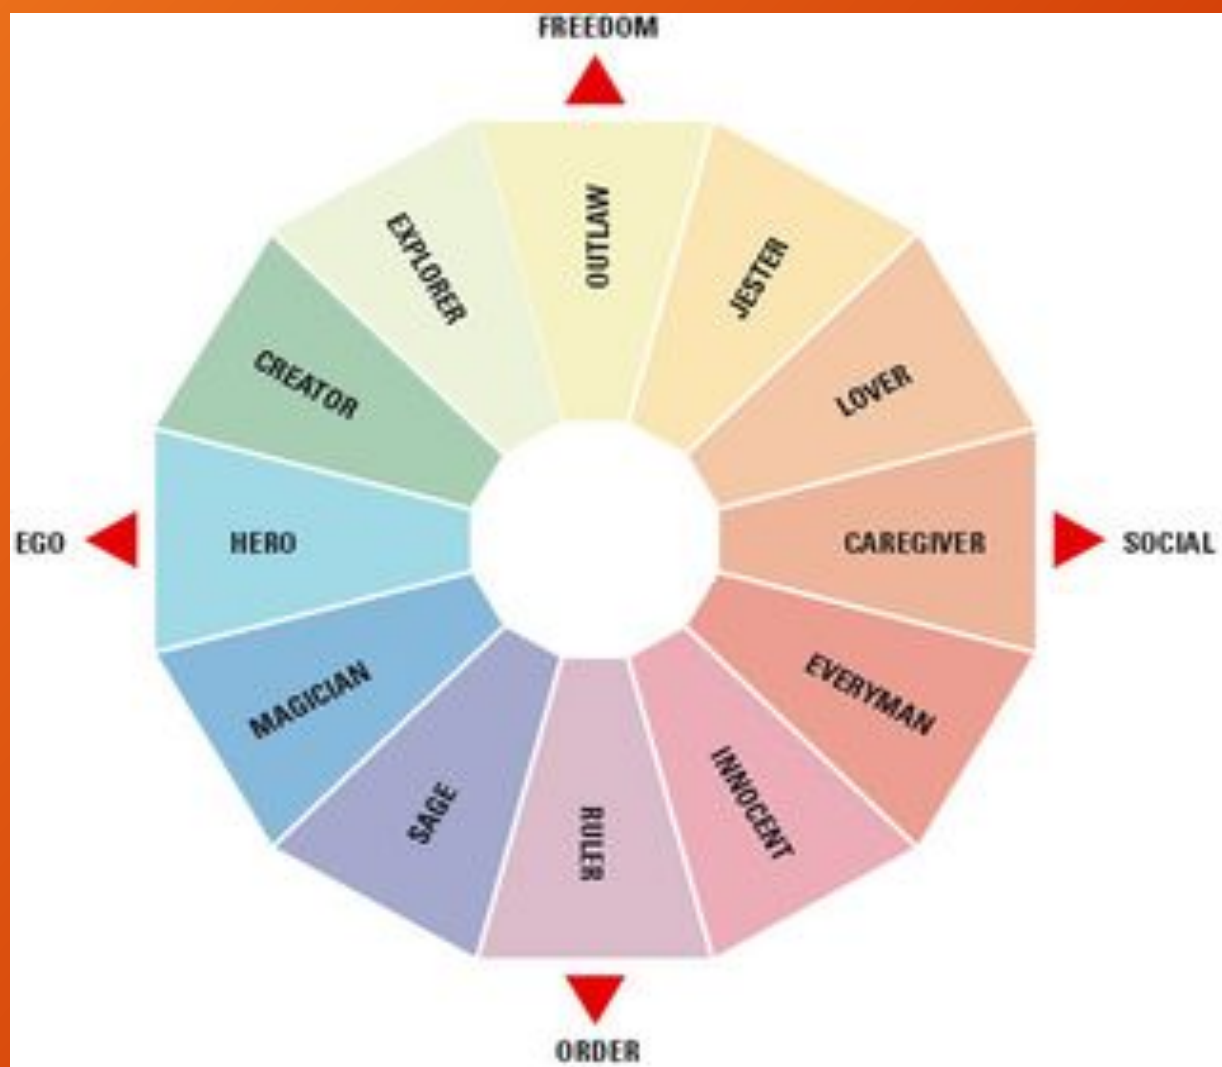 FREEDOM
OUTLAW
EXPLORER
JESTER
CREATOR
LOVER
EGO
HERO
CAREGIVER
SOCIAL
MAGICIAN
EVERYMAN
SAGE
INNOCENT
RULER
ORDER